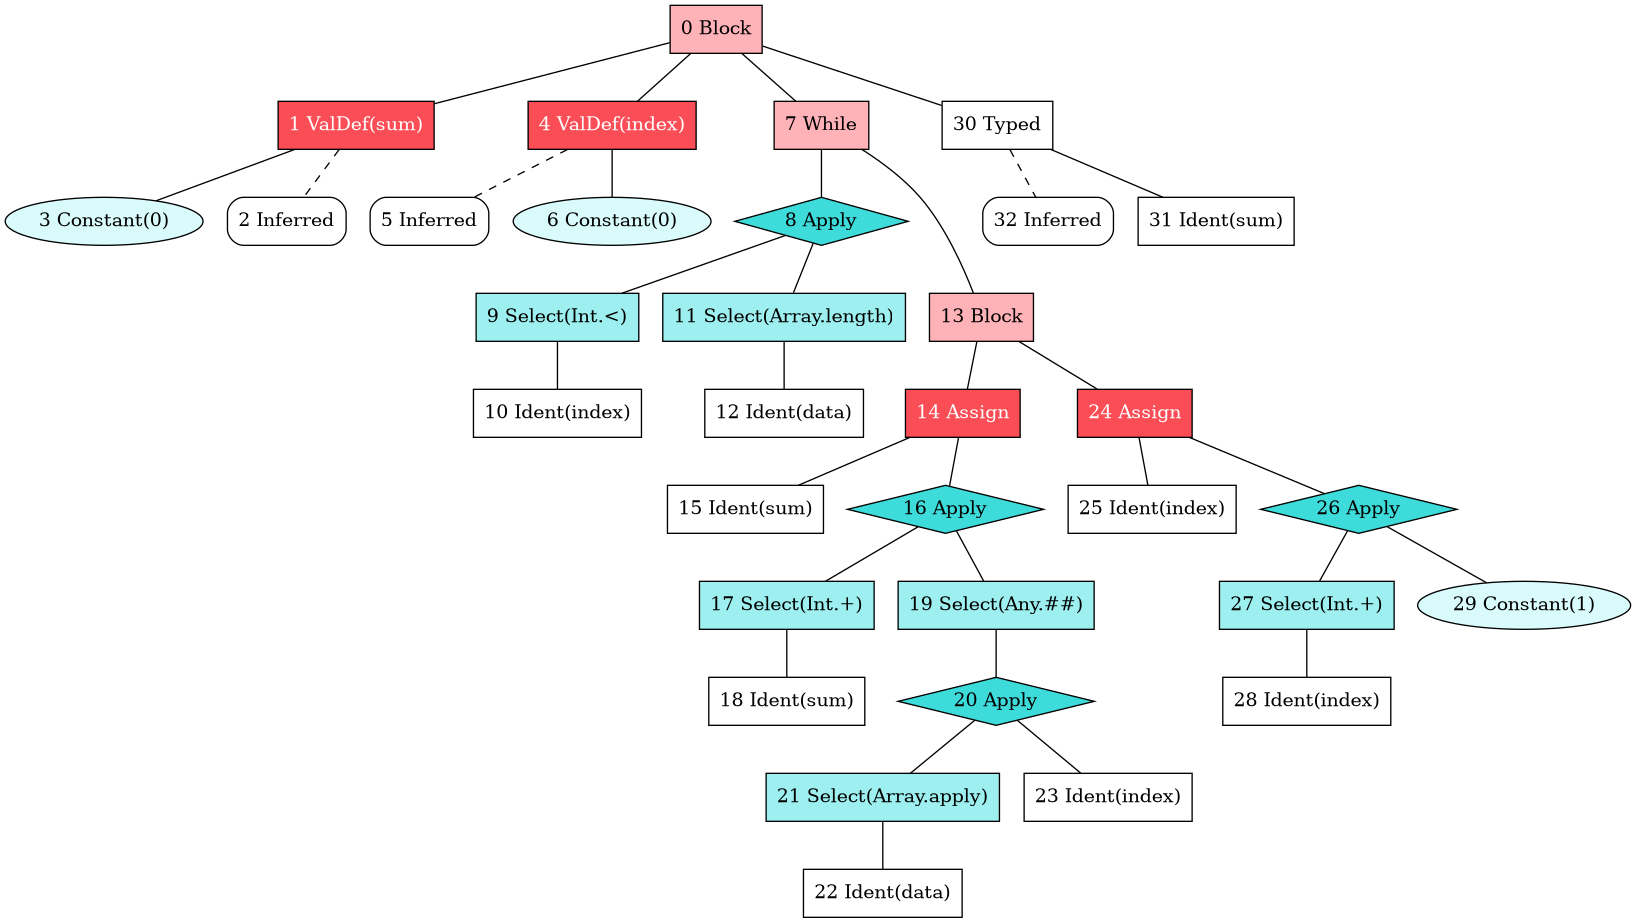 0 Block
1 ValDef(sum)
4 ValDef(index)
7 While
30 Typed
3 Constant(0)
2 Inferred
5 Inferred
6 Constant(0)
8 Apply
32 Inferred
31 Ident(sum)
9 Select(Int.<)
11 Select(Array.length)
13 Block
10 Ident(index)
12 Ident(data)
14 Assign
24 Assign
15 Ident(sum)
16 Apply
25 Ident(index)
26 Apply
17 Select(Int.+)
19 Select(Any.##)
27 Select(Int.+)
29 Constant(1)
18 Ident(sum)
20 Apply
28 Ident(index)
21 Select(Array.apply)
23 Ident(index)
22 Ident(data)